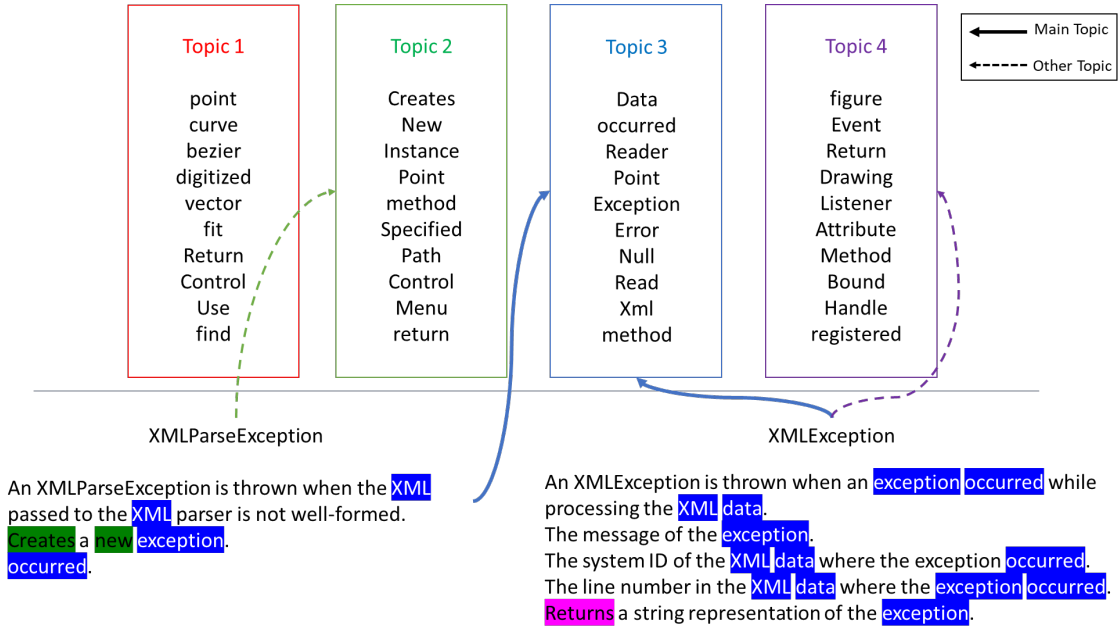 Topic 1
point
curve
bezier
digitized
vector
fit
Return
Control
Use
find
Topic 2
Creates
New
Instance
Point
method
Specified
Path
Control
Menu
return
Topic 3
Data
occurred
Reader
Point
Exception
Error
Null
Read
Xml
method
Topic 4
figure
Event
Return
Drawing
Listener
Attribute
Method
Bound
Handle
registered
Main Topic
Other Topic
XMLParseException
An XMLParseException is thrown when the XML
passed to the XML parser is not well-formed.
Creates a new exception.
occurred.
XMLException
An XMLException is thrown when an exception occurred while
processing the XML data.
The message of the exception.
The system ID of the XML data where the exception occurred.
The line number in the XML data where the exception occurred.
Returns a string representation of the exception.